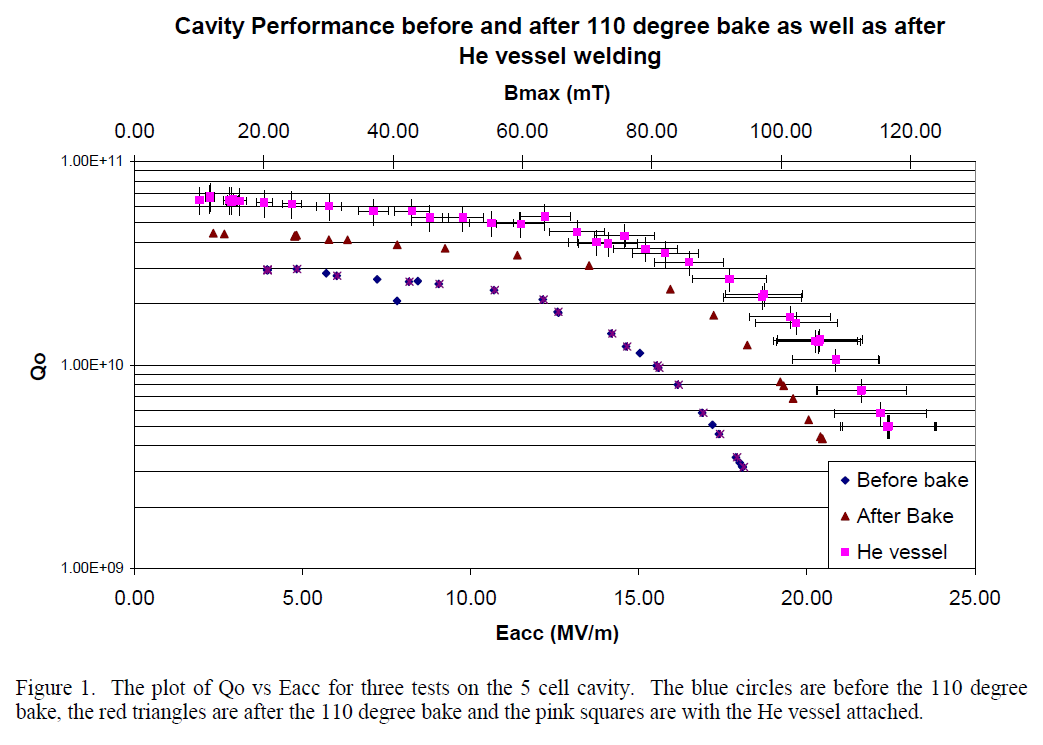 Cavity Performance before and after 110 degree bake as well as after
He vessel welding
Bmax (mT)
0.00 20.00 40.00 60.00 80.00 100.00 120.00
1.00E+11
1.00E+10
1.00E+09
Qo
Before bake
After Bake
He vessel
0.00 5.00 10.00 15.00 20.00 25.00
Eacc (MV/m)
Figure 1. The plot of Qo vs Eacc for three tests on the 5 cell cavity. The blue circles are before the 110 degree
bake, the red triangles are after the 110 degree bake and the pink squares are with the He vessel attached.